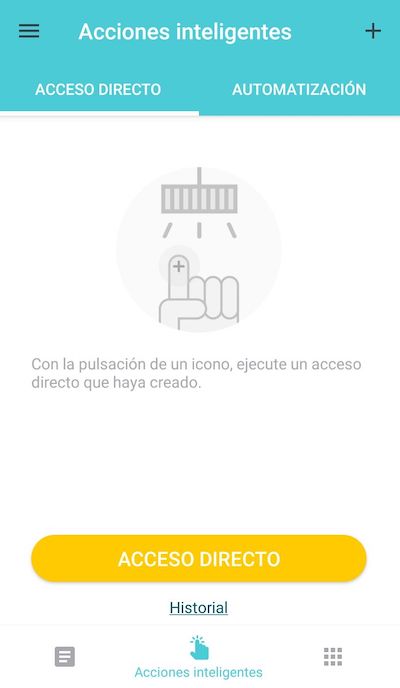 Acciones inteligentes
ACCESO DIRECTO
AUTOMATIZACIÓN
Con la pulsación de un icono, ejecute un acceso
directo que haya creado.
ACCESO DIRECTO
Historial
Acciones inteligentes